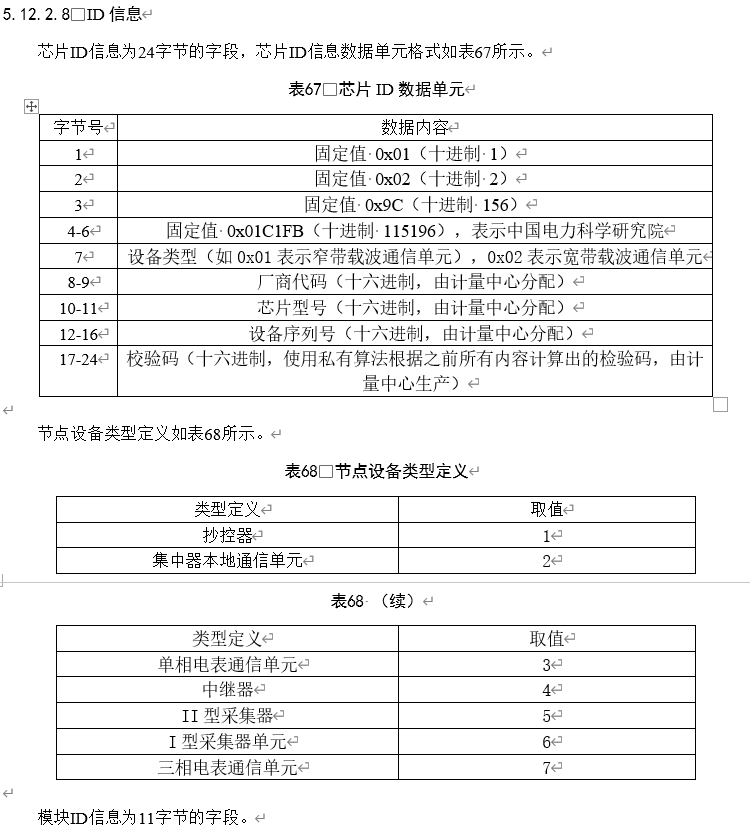 5.12.2.8 ID 信息
芯片ID信息为24字节的字段，芯片ID信息数据单元格式如表67所示。
表67 芯片 ID 数据单元
字节号 数据内容
1 固定值 0x01（十进制 1）
2 固定值 0x02（十进制 2）
3 固定值 0x9C（十进制 156）
4-6 固定值 0x01C1FB（十进制 115196），表示中国电力科学研究院
7 设备类型（如 0x01 表示窄带载波通信单元），0x02 表示宽带载波通信单元
8-9 厂商代码（十六进制，由计量中心分配）
10-11 芯片型号（十六进制，由计量中心分配）
12-16 设备序列号（十六进制，由计量中心分配）
17-24 校验码（十六进制，使用私有算法根据之前所有内容计算出的检验码，由计
量中心生产）
节点设备类型定义如表68所示。
表68 节点设备类型定义
类型定义 取值
抄控器 1
集中器本地通信单元 2
表68 （续）
类型定义 取值
单相电表通信单元 3
中继器 4
II 型采集器 5
I 型采集器单元 6
三相电表通信单元 7
模块ID信息为11字节的字段。